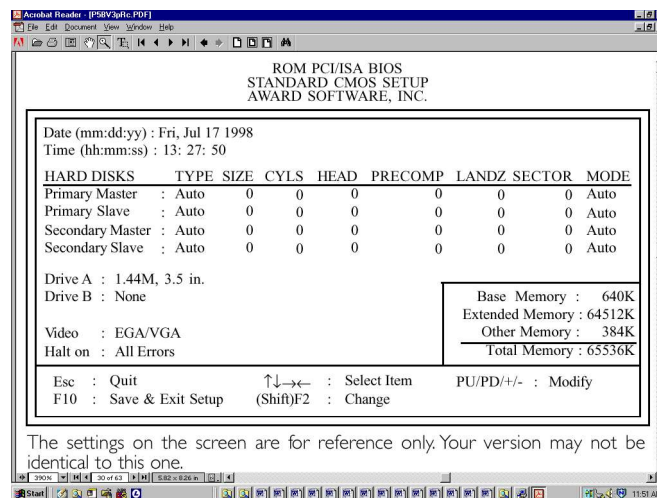 Acrobat Reader - [P5BV3pRc.PDF]
File Edit Document View Window Help
ROM PCI/ISA BIOS
STANDARD CMOS SETUP
AWARD SOFTWARE, INC.
Date (mm:dd:yy) : Fri, Jul 17 1998
Time (hh:mm:ss) : 13: 27: 50
HARD DISKS TYPE SIZE CYLS HEAD PRECOMP LANDZ SECTOR MODE
Primary Master : Auto 0 0 0 0 0 0 Auto
Primary Slave : Auto 0 0 0 0 0 0 Auto
Secondary Master : Auto 0 0 0 0 0 0 Auto
Secondary Slave : Auto 0 0 0 0 0 0 Auto
Drive A : 1.44M, 3.5 in.
Drive B : None
Video : EGA/VGA
Halt on : All Errors
Base Memory : 640K
Extended Memory : 64512K
Other Memory : 384K
Total Memory : 65536K
Esc : Quit ↑↓→← : Select Item PU/PD/+/- : Modify
F10 : Save & Exit Setup (Shift)F2 : Change
The settings on the screen are for reference only. Your version may not be
identical to this one.
390% 30 of 63 5.82 x 8.26 in
Start 11:51